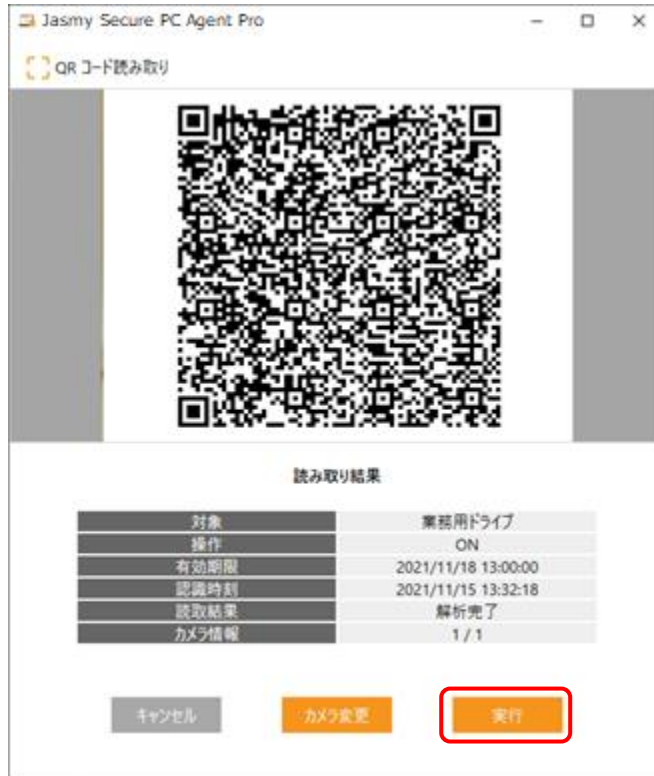 Jasmy Secure PC Agent Pro
QR コード読み取り
読み取り結果
対象 業務用ドライブ
操作 ON
有効期限 2021/11/18 13:00:00
認識時刻 2021/11/15 13:32:18
読取結果 解析完了
カメラ情報 1 / 1
キャンセル カメラ変更 実行